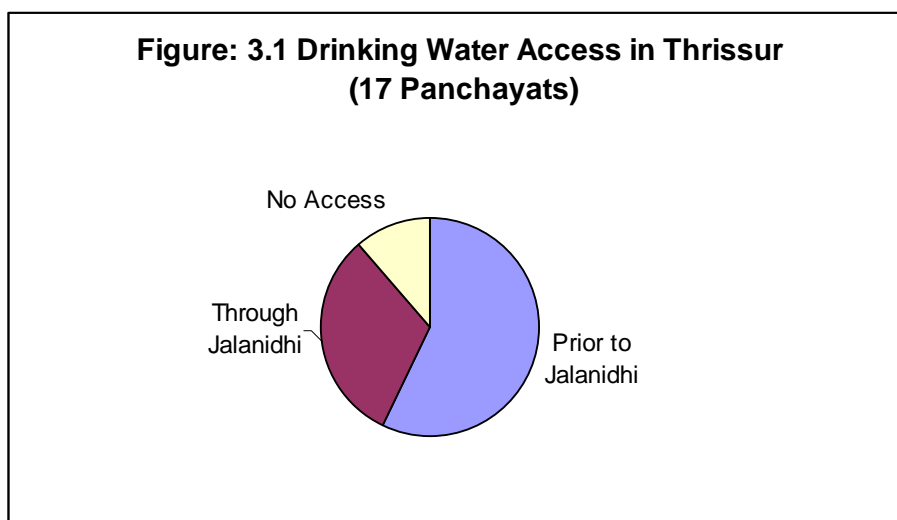 Figure: 3.1 Drinking Water Access in Thrissur
(17 Panchayats)
No Access
Through
Jalanidhi
Prior to
Jalanidhi